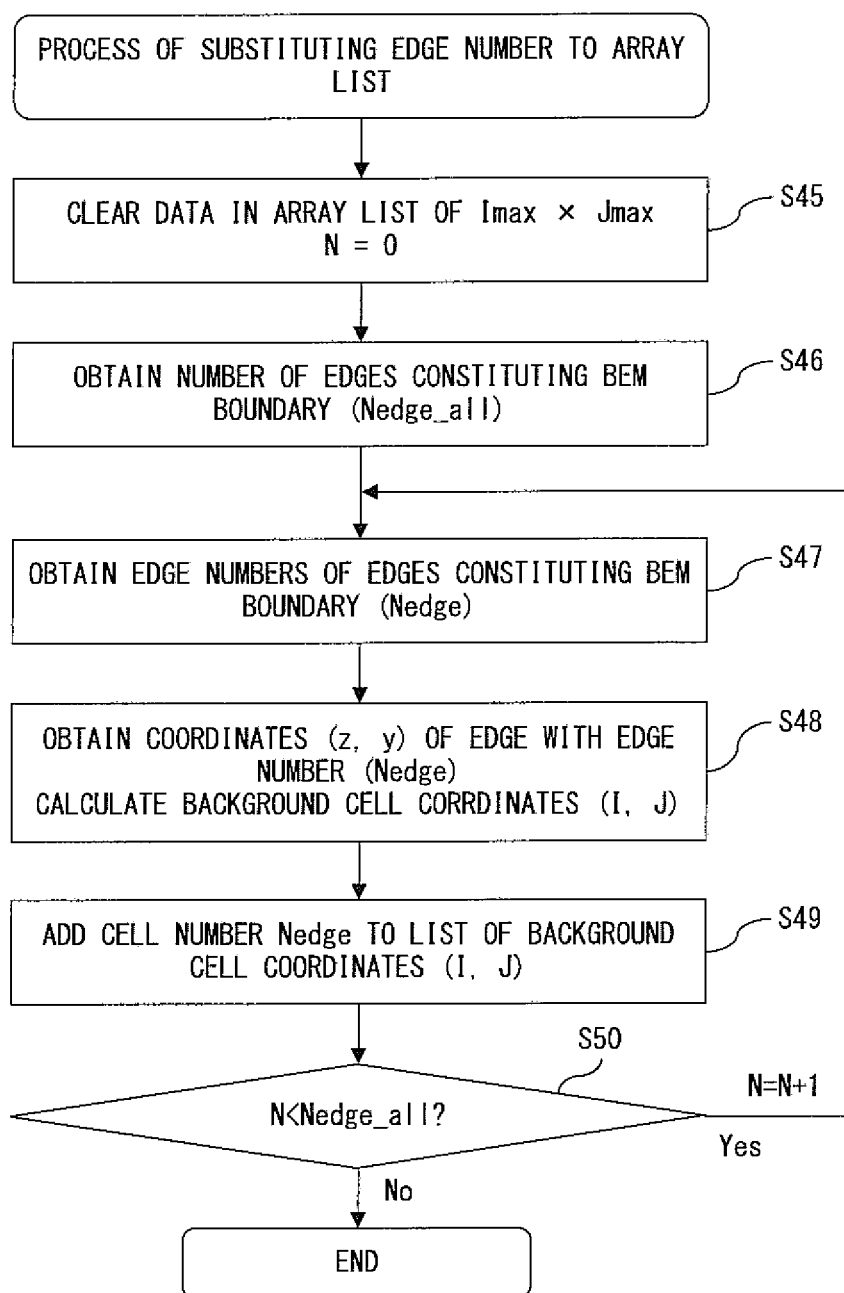 PROCESS OF SUBSTITUTING EDGE NUMBER TO ARRAY
LIST
S45
CLEAR DATA IN ARRAY LIST OF Imax × Jmax
N = 0
S46
OBTAIN NUMBER OF EDGES CONSTITUTING BEM
BOUNDARY (Nedge_all)
S47
OBTAIN EDGE NUMBERS OF EDGES CONSTITUTING BEM
BOUNDARY (Nedge)
S48
OBTAIN COORDINATES (z, y) OF EDGE WITH EDGE
NUMBER (Nedge)
CALCULATE BACKGROUND CELL CORRDINATES (I, J)
S49
ADD CELL NUMBER Nedge TO LIST OF BACKGROUND
CELL COORDINATES (I, J)
S50
N<Nedge_all?
N=N+1
Yes
No
END